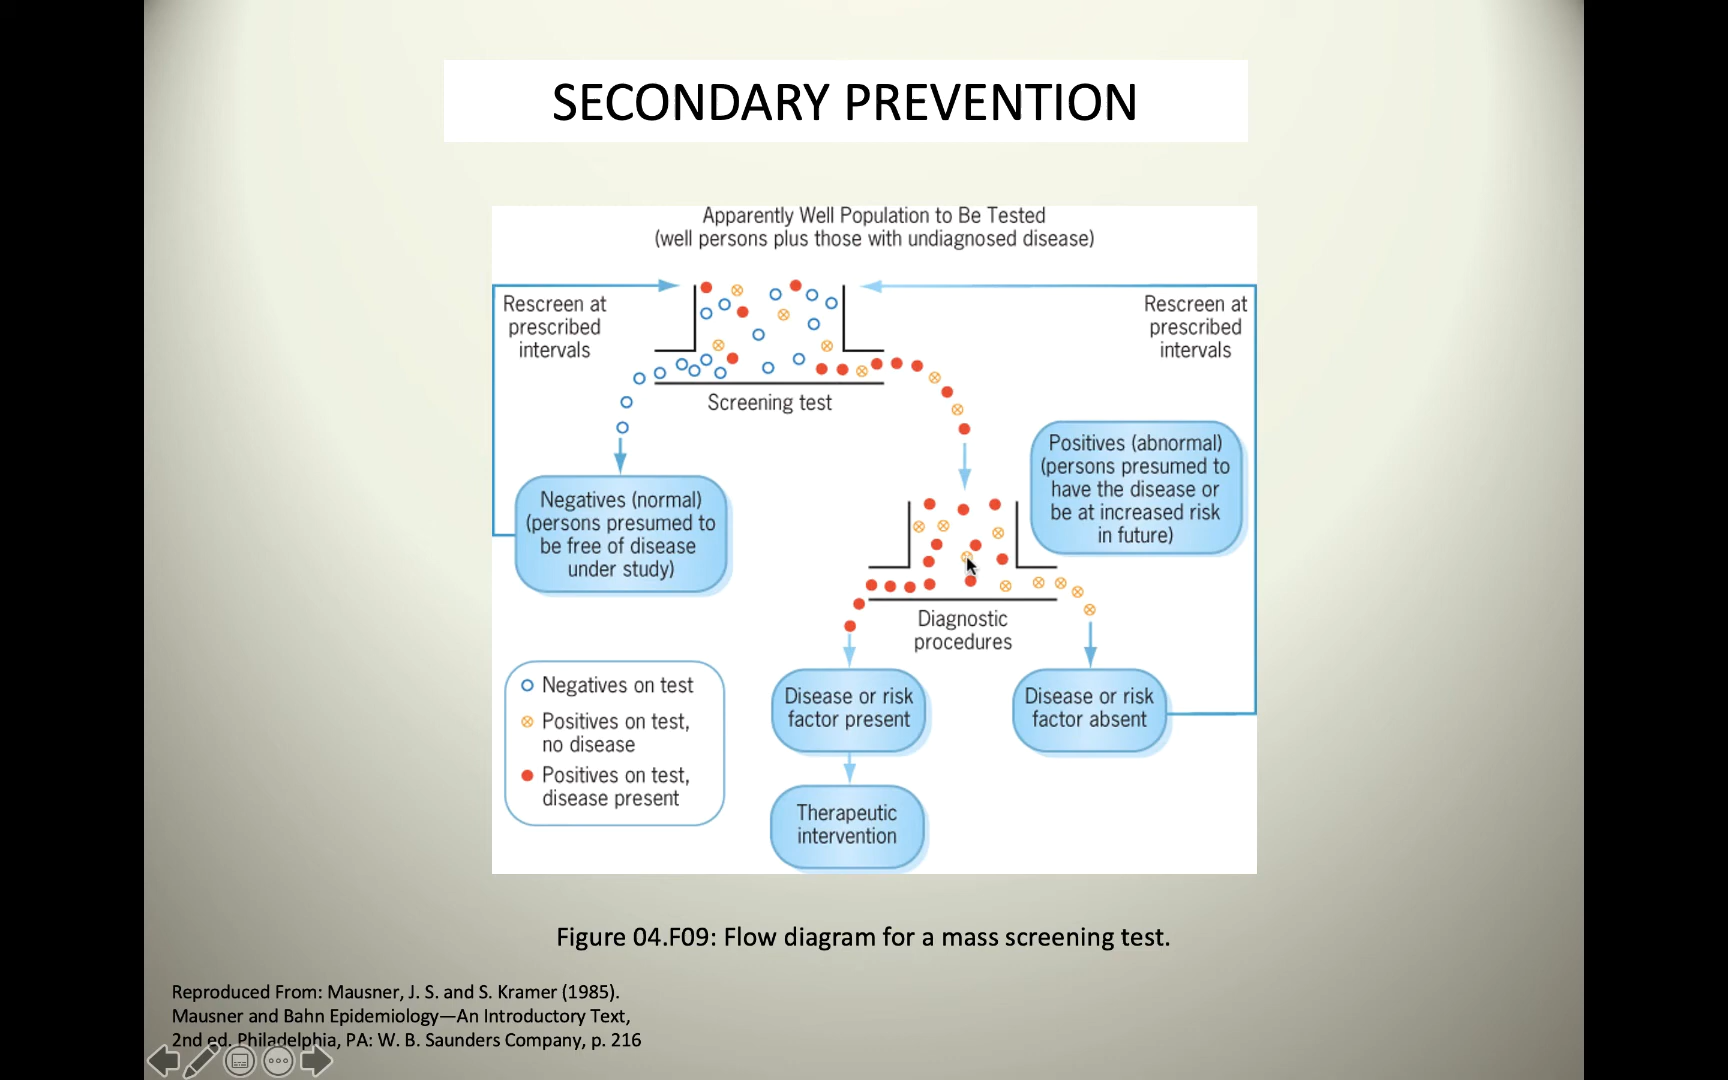 SECONDARY PREVENTION
Apparently Well Population to Be Tested
(well persons plus those with undiagnosed disease)
Rescreen at
prescribed
intervals
Rescreen at
prescribed
intervals
Screening test
Negatives (normal)
(persons presumed to
be free of disease
under study)
Positives (abnormal)
(persons presumed to
have the disease or
be at increased risk
in future)
Diagnostic
procedures
Negatives on test
Positives on test,
no disease
Positives on test,
disease present
Disease or risk
factor present
Disease or risk
factor absent
Therapeutic
intervention
Figure 04.F09: Flow diagram for a mass screening test.
Reproduced From: Mausner, J. S. and S. Kramer (1985).
Mausner and Bahn Epidemiology—An Introductory Text,
2nd ed. Philadelphia, PA: W. B. Saunders Company, p. 216